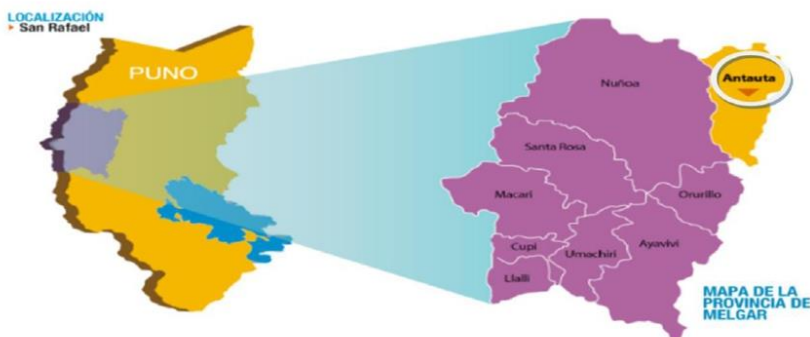 LOCALIZACIÓN
San Rafael
PUNO
Nuñoa
Antauta
Santa Rosa
Macari
Orurillo
Cupi
Umachiri
Ayavivi
Llalli
MAPA DE LA
PROVINCIA DE
MELGAR